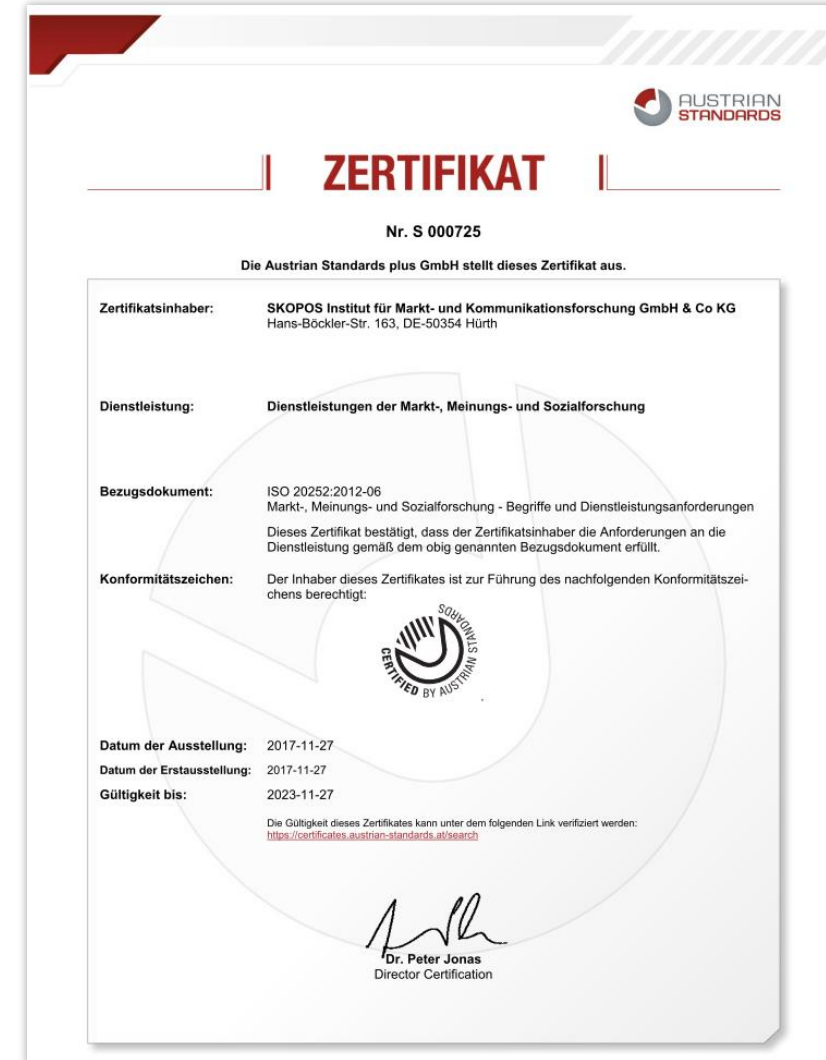 AUSTRIAN
STANDARDS
ZERTIFIKAT
Nr. S 000725
Die Austrian Standards plus GmbH stellt dieses Zertifikat aus.
Zertifikatsinhaber: SKOPOS Institut für Markt- und Kommunikationsforschung GmbH & Co KG
Hans-Böckler-Str. 163, DE-50354 Hürth
Dienstleistung: Dienstleistungen der Markt-, Meinungs- und Sozialforschung
Bezugsdokument: ISO 20252:2012-06
Markt-, Meinungs- und Sozialforschung - Begriffe und Dienstleistungsanforderungen
Dieses Zertifikat bestätigt, dass der Zertifikatsinhaber die Anforderungen an die
Dienstleistung gemäß dem obig genannten Bezugsdokument erfüllt.
Konformitätszeichen: Der Inhaber dieses Zertifikates ist zur Führung des nachfolgenden Konformitätszei-
chens berechtigt:
CERTIFIED BY AUSTRIAN STANDARDS
Datum der Ausstellung: 2017-11-27
Datum der Erstausstellung: 2017-11-27
Gültigkeit bis: 2023-11-27
Die Gültigkeit dieses Zertifikates kann unter dem folgenden Link verifiziert werden:
https://certificates.austrian-standards.at/search
Dr. Peter Jonas
Director Certification